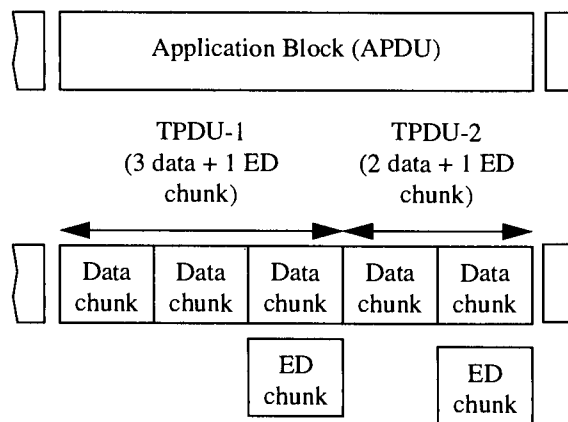 Application Block (APDU)
TPDU-1 TPDU-2
(3 data + 1 ED (2 data + 1 ED
chunk) chunk)
Data Data Data Data Data
chunk chunk chunk chunk chunk
ED ED
chunk chunk